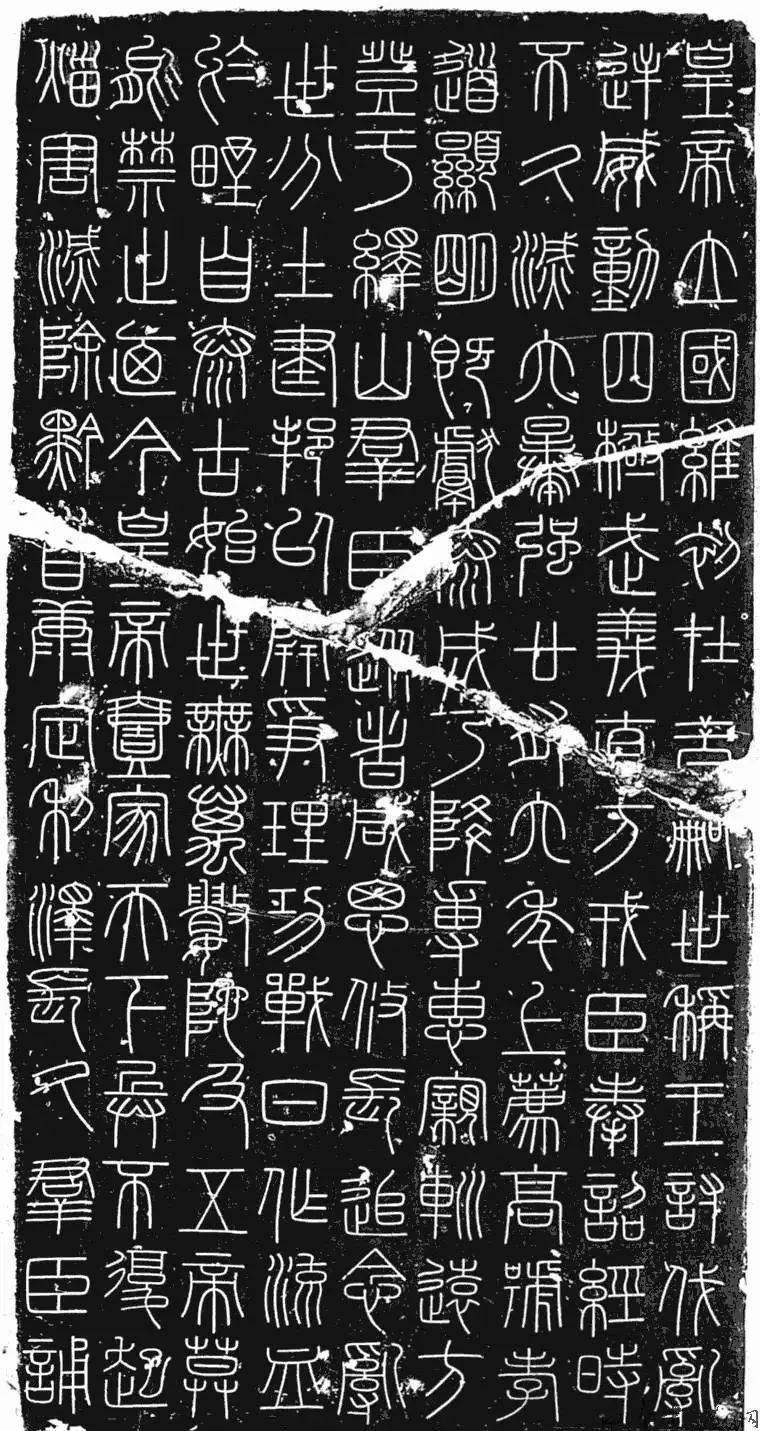 皇帝立國維初在昔嗣世稱王討伐亂
逆威動四極武義直方戎臣奉詔經時
不久滅六暴強廿有六年上薦高號孝
道顯明既獻泰成乃降專惠親巡遠方
登于繹山羣臣從者咸思攸長追念亂
世分土建邦以開爭理功戰日作流血
於野自泰古始世無萬數陀及五帝莫
能禁止廼今皇帝壹家天下兵不復起
災害滅除黔首康定利澤長久羣臣誦